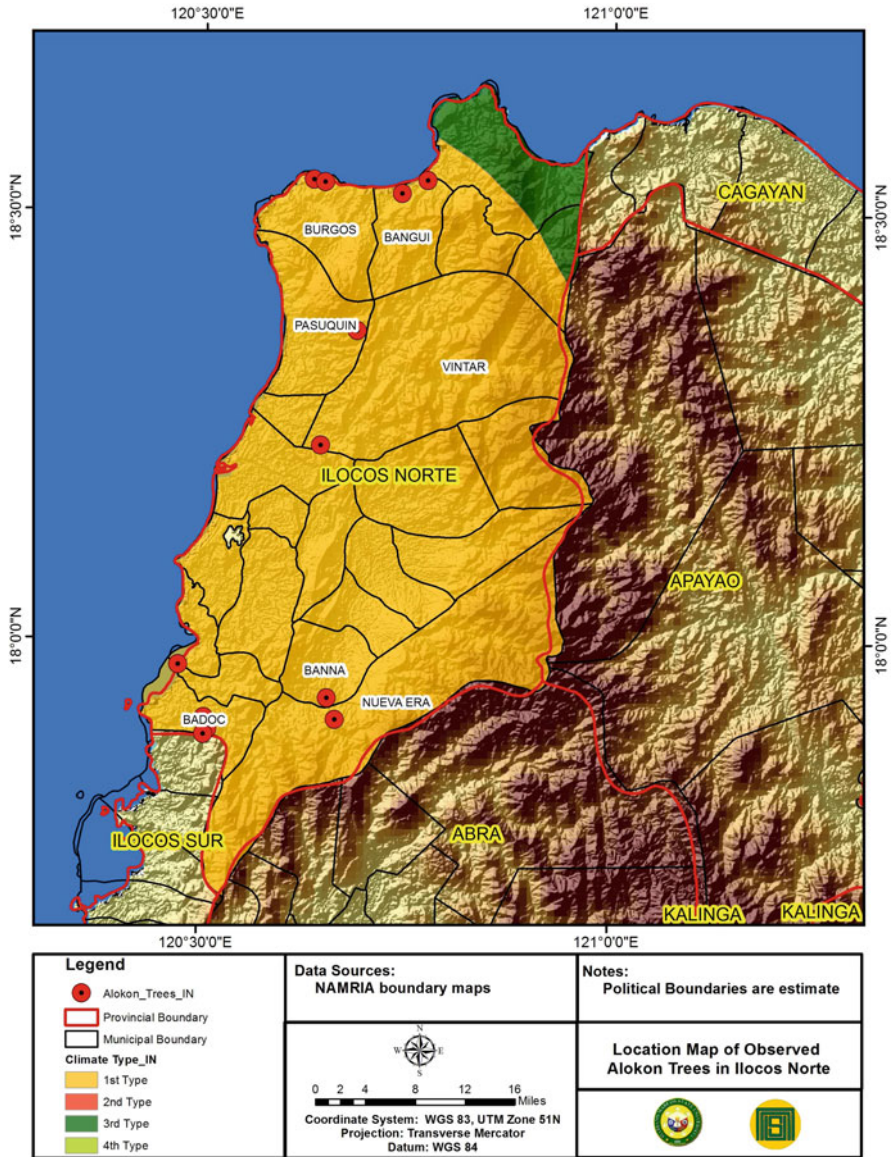 120°30'0"E
121°0'0"E
18°30'0"N
18°30'0"N
CAGAYAN
BURGOS
BANGUI
PASUQUIN
VINTAR
ILOCOS NORTE
APAYAO
18°0'0"N
18°0'0"N
BANNA
NUEVA ERA
BADOC
ILOCOS SUR
ABRA
KALINGA
KALINGA
120°30'0"E
121°0'0"E
Legend
Alokon_Trees_IN
Provincial Boundary
Municipal Boundary
Climate Type_IN
1st Type
2nd Type
3rd Type
4th Type
Data Sources:
NAMRIA boundary maps
N
W
E
S
0 2 4 8 12 16
Miles
Coordinate System: WGS 83, UTM Zone 51N
Projection: Transverse Mercator
Datum: WGS 84
Notes:
Political Boundaries are estimate
Location Map of Observed
Alokon Trees in Ilocos Norte